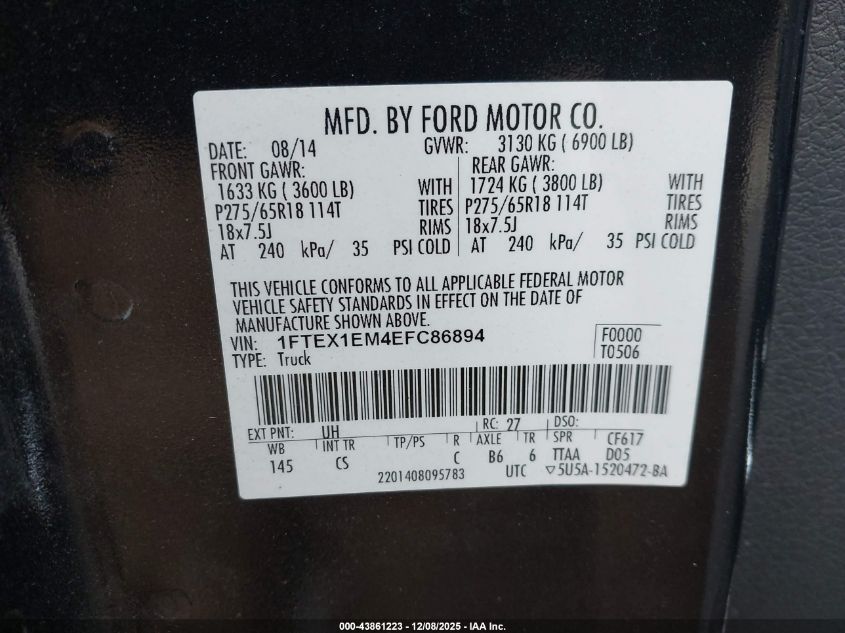 MFD. BY FORD MOTOR CO.
DATE: 08/14 GVWR: 3130 KG ( 6900 LB)
FRONT GAWR: REAR GAWR:
1633 KG ( 3600 LB) WITH 1724 KG ( 3800 LB) WITH
P275/65R18 114T TIRES P275/65R18 114T TIRES
18x7.5J RIMS 18x7.5J RIMS
AT 240 kPa/ 35 PSI COLD AT 240 kPa/ 35 PSI COLD
THIS VEHICLE CONFORMS TO ALL APPLICABLE FEDERAL MOTOR
VEHICLE SAFETY STANDARDS IN EFFECT ON THE DATE OF
MANUFACTURE SHOWN ABOVE.
VIN: 1FTEX1EM4EFC86894 F0000
TYPE: Truck T0506
EXT PNT: UH RC: 27 DSO:
WB INT TR TP/PS R AXLE TR SPR CF617
145 CS C B6 6 TTAA D05
2201408095783 UTC ▽5U5A-1520472-BA
000-43861223 | 12/08/2025 - IAA Inc.